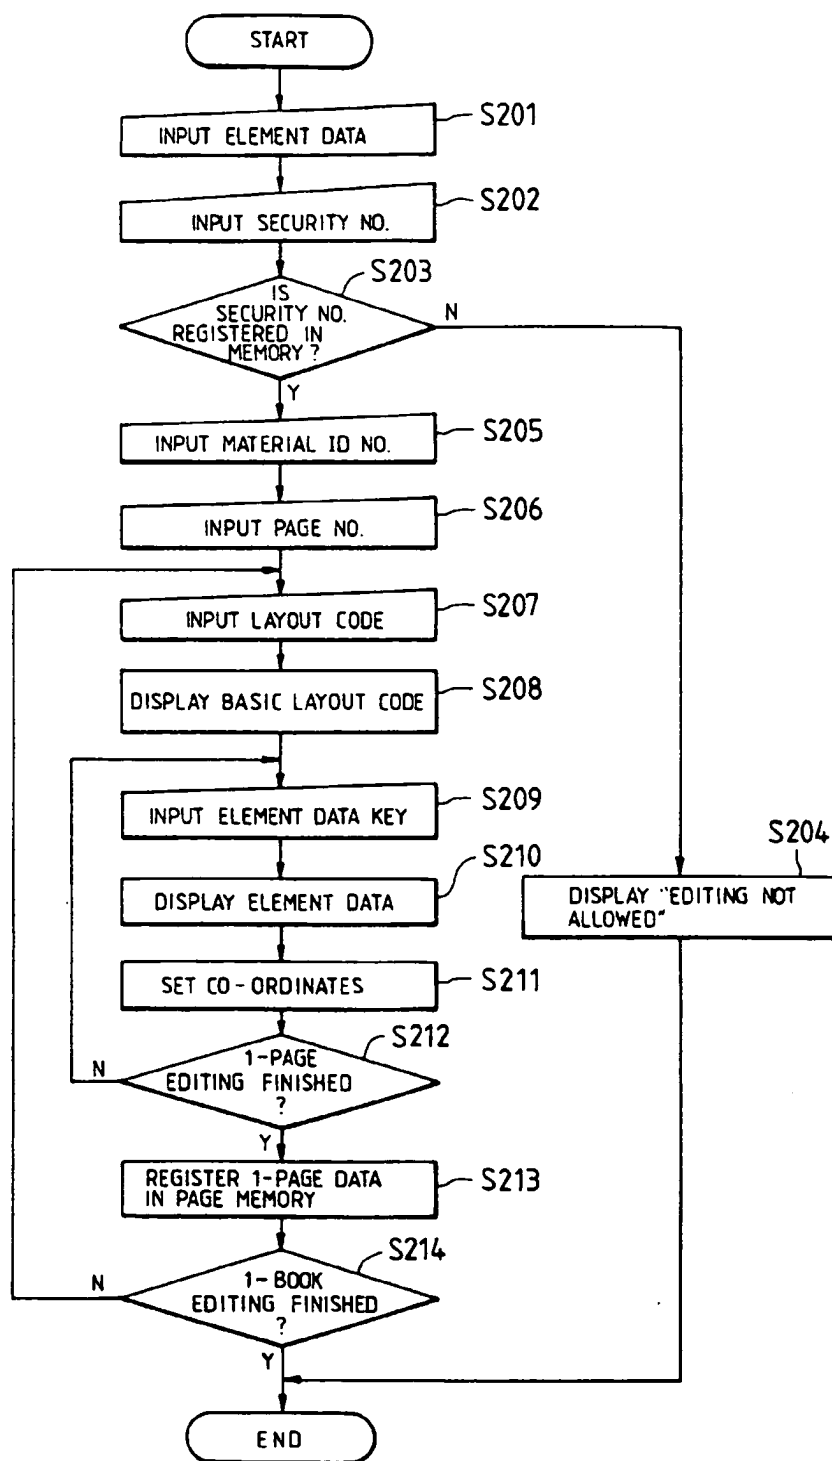 START
INPUT ELEMENT DATA
S201
INPUT SECURITY NO.
S202
S203
IS
SECURITY NO.
REGISTERED IN
MEMORY ?
N
Y
INPUT MATERIAL ID NO.
S205
INPUT PAGE NO.
S206
INPUT LAYOUT CODE
S207
DISPLAY BASIC LAYOUT CODE
S208
INPUT ELEMENT DATA KEY
S209
S210
DISPLAY ELEMENT DATA
S204
DISPLAY "EDITING NOT
ALLOWED"
SET CO-ORDINATES
S211
S212
1-PAGE
EDITING FINISHED
?
N
Y
REGISTER 1-PAGE DATA
IN PAGE MEMORY
S213
S214
1-BOOK
EDITING FINISHED
?
N
Y
END